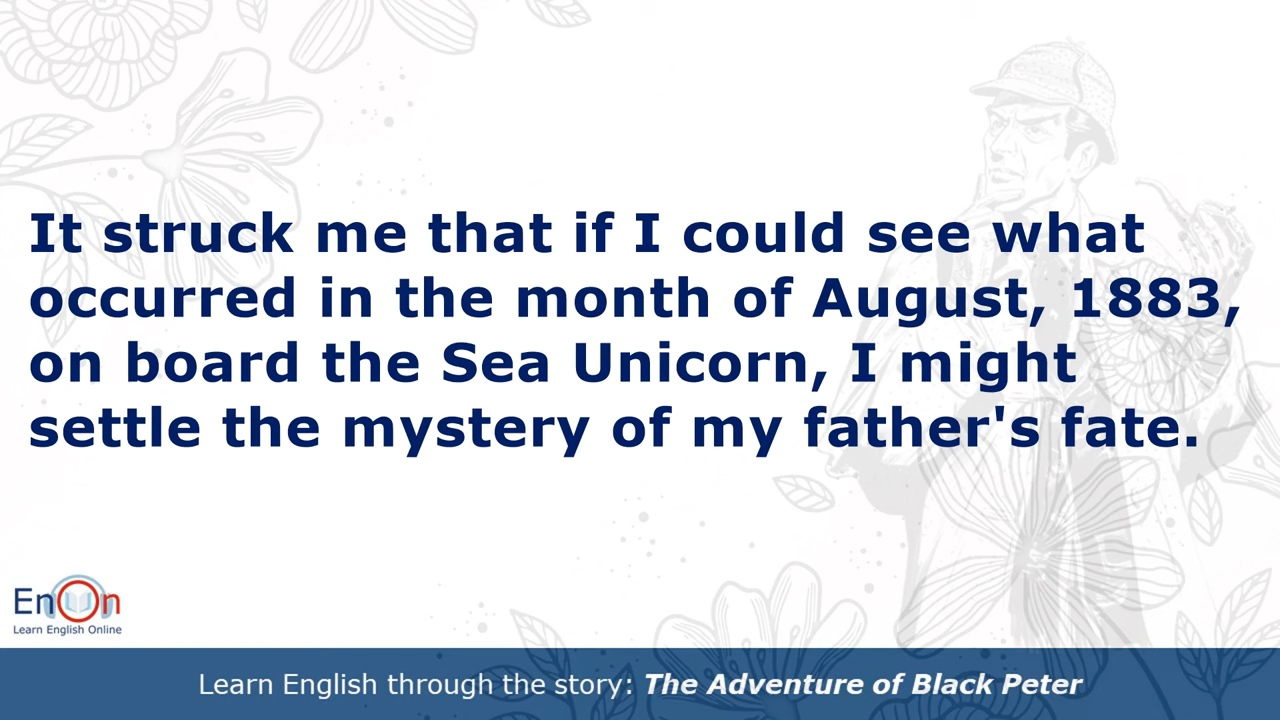 It struck me that if I could see what
occurred in the month of August, 1883,
on board the Sea Unicorn, I might
settle the mystery of my father's fate.
EnOn
Learn English Online
Learn English through the story: The Adventure of Black Peter